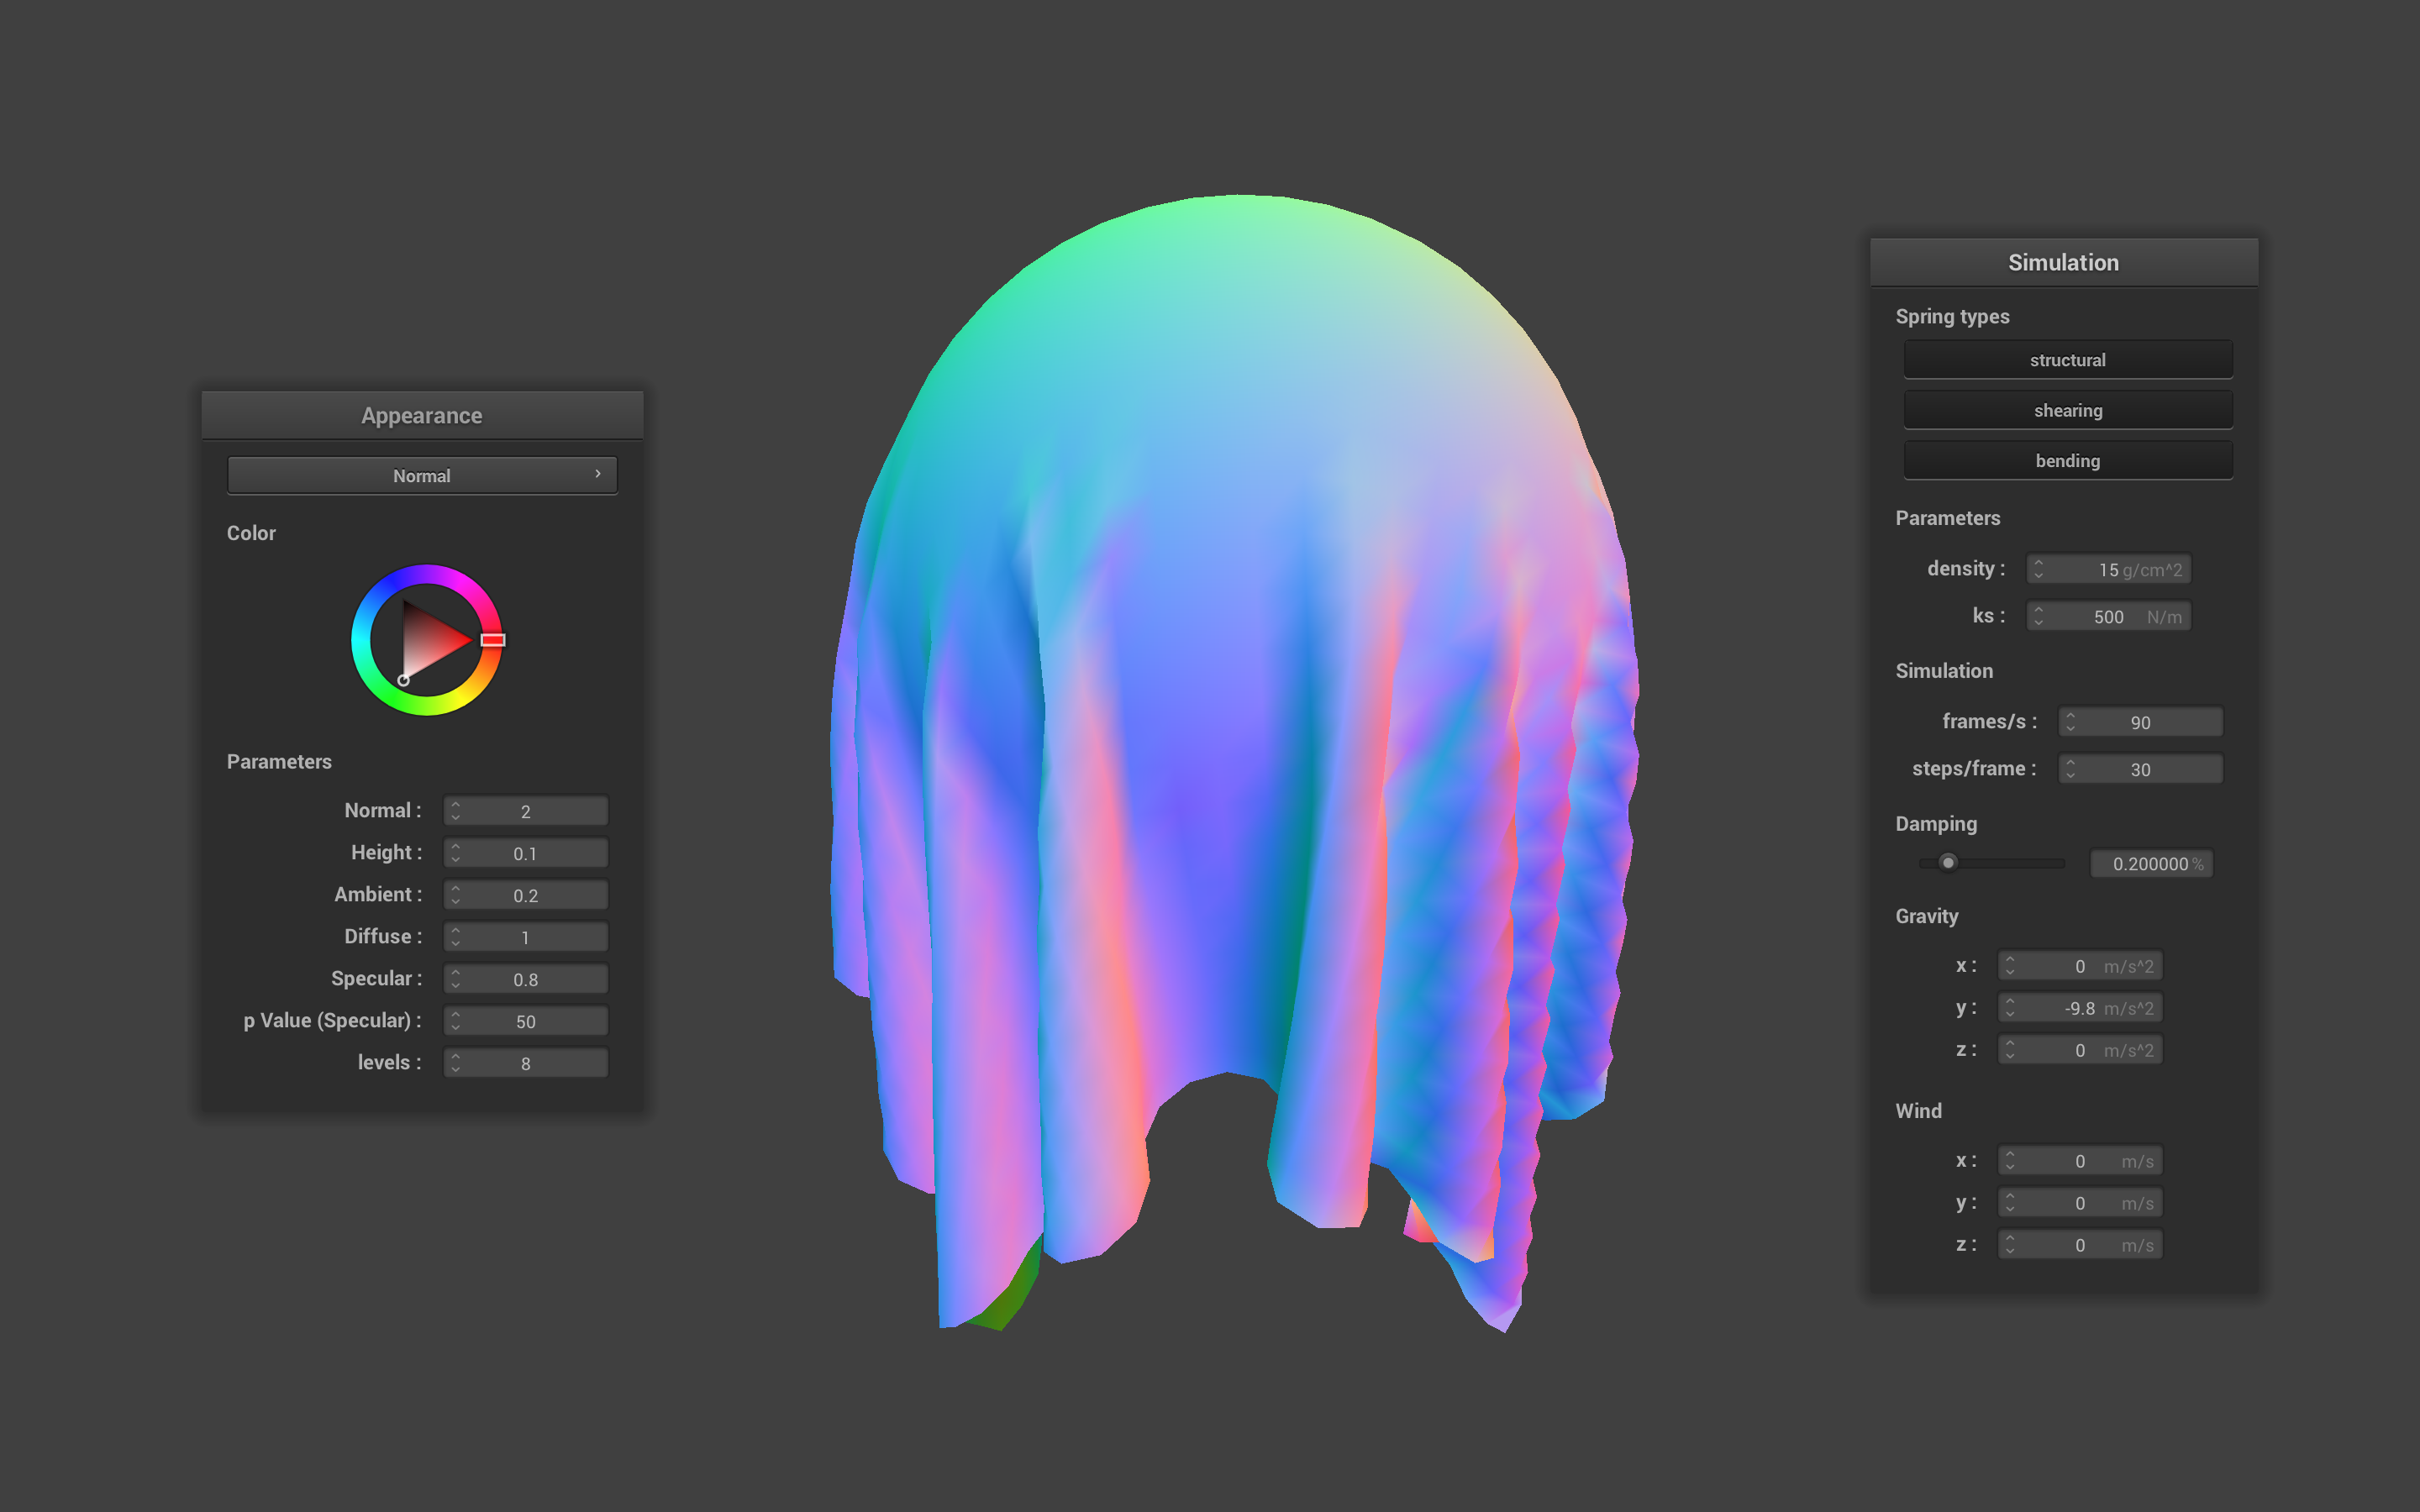 Appearance
Normal
Color
Parameters
Normal : 2
Height : 0.1
Ambient : 0.2
Diffuse : 1
Specular : 0.8
p Value (Specular) : 50
levels : 8
Simulation
Spring types
structural
shearing
bending
Parameters
density : 15 g/cm^2
ks : 500 N/m
Simulation
frames/s : 90
steps/frame : 30
Damping
0.200000 %
Gravity
x : 0 m/s^2
y : -9.8 m/s^2
z : 0 m/s^2
Wind
x : 0 m/s
y : 0 m/s
z : 0 m/s